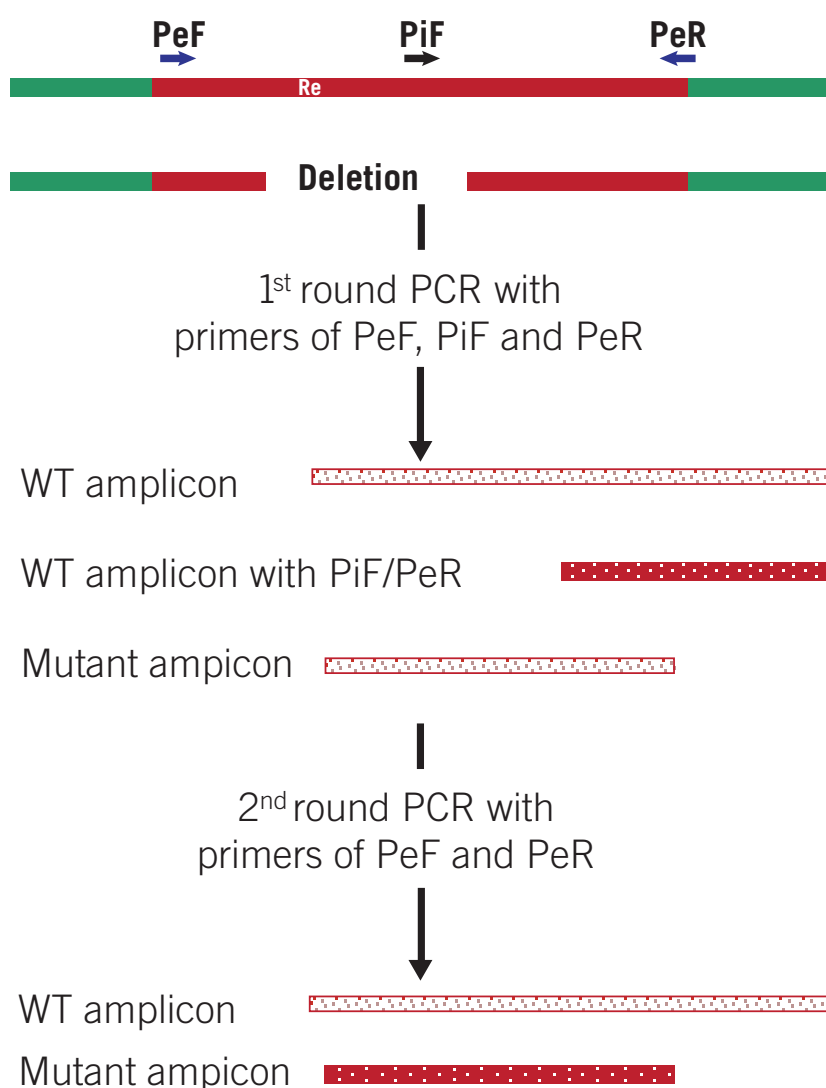 PeF PiF PeR
Re
Deletion
1st round PCR with
primers of PeF, PiF and PeR
WT amplicon
WT amplicon with PiF/PeR
Mutant ampicon
2nd round PCR with
primers of PeF and PeR
WT amplicon
Mutant ampicon